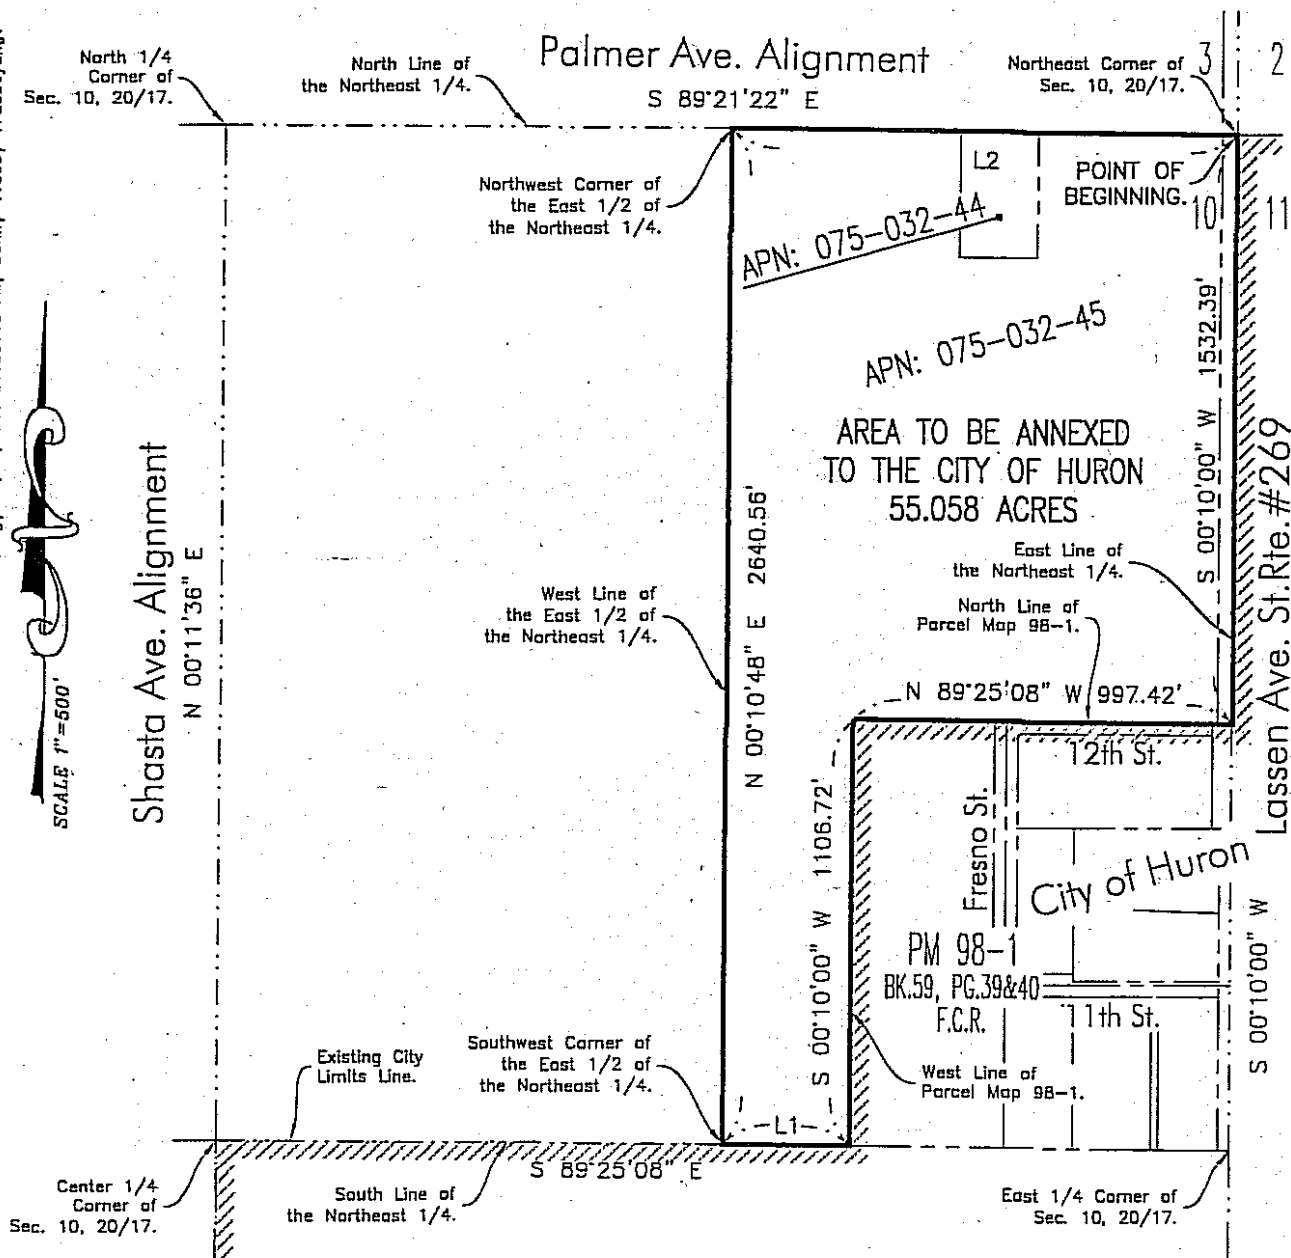 North 1/4
Corner of
Sec. 10, 20/17.
North Line of
the Northeast 1/4.
Palmer Ave. Alignment
S 89°21'22" E
Northeast Corner of
Sec. 10, 20/17.
3
2
Northwest Corner of
the East 1/2 of
the Northeast 1/4.
L2
POINT OF
BEGINNING.
10
11
APN: 075-032-44
APN: 075-032-45
S 00°10'00" W 1532.39'
AREA TO BE ANNEXED
TO THE CITY OF HURON
55.058 ACRES
Shasta Ave. Alignment
N 00°11'36" E
SCALE 1"=500'
West Line of
the East 1/2 of
the Northeast 1/4.
N 00°10'48" E 2640.56'
East Line of
the Northeast 1/4.
North Line of
Parcel Map 98-1.
N 89°25'08" W 997.42'
Lassen Ave. St.Rte.#269
12th St.
Fresno St.
City of Huron
S 00°10'00" W 1106.72'
S 00°10'00" W
PM 98-1
BK.59, PG.39&40
F.C.R.
11th St.
West Line of
Parcel Map 98-1.
Existing City
Limits Line.
Southwest Corner of
the East 1/2 of
the Northeast 1/4.
L1
S 89°25'08" E
Center 1/4
Corner of
Sec. 10, 20/17.
South Line of
the Northeast 1/4.
East 1/4 Corner of
Sec. 10, 20/17.